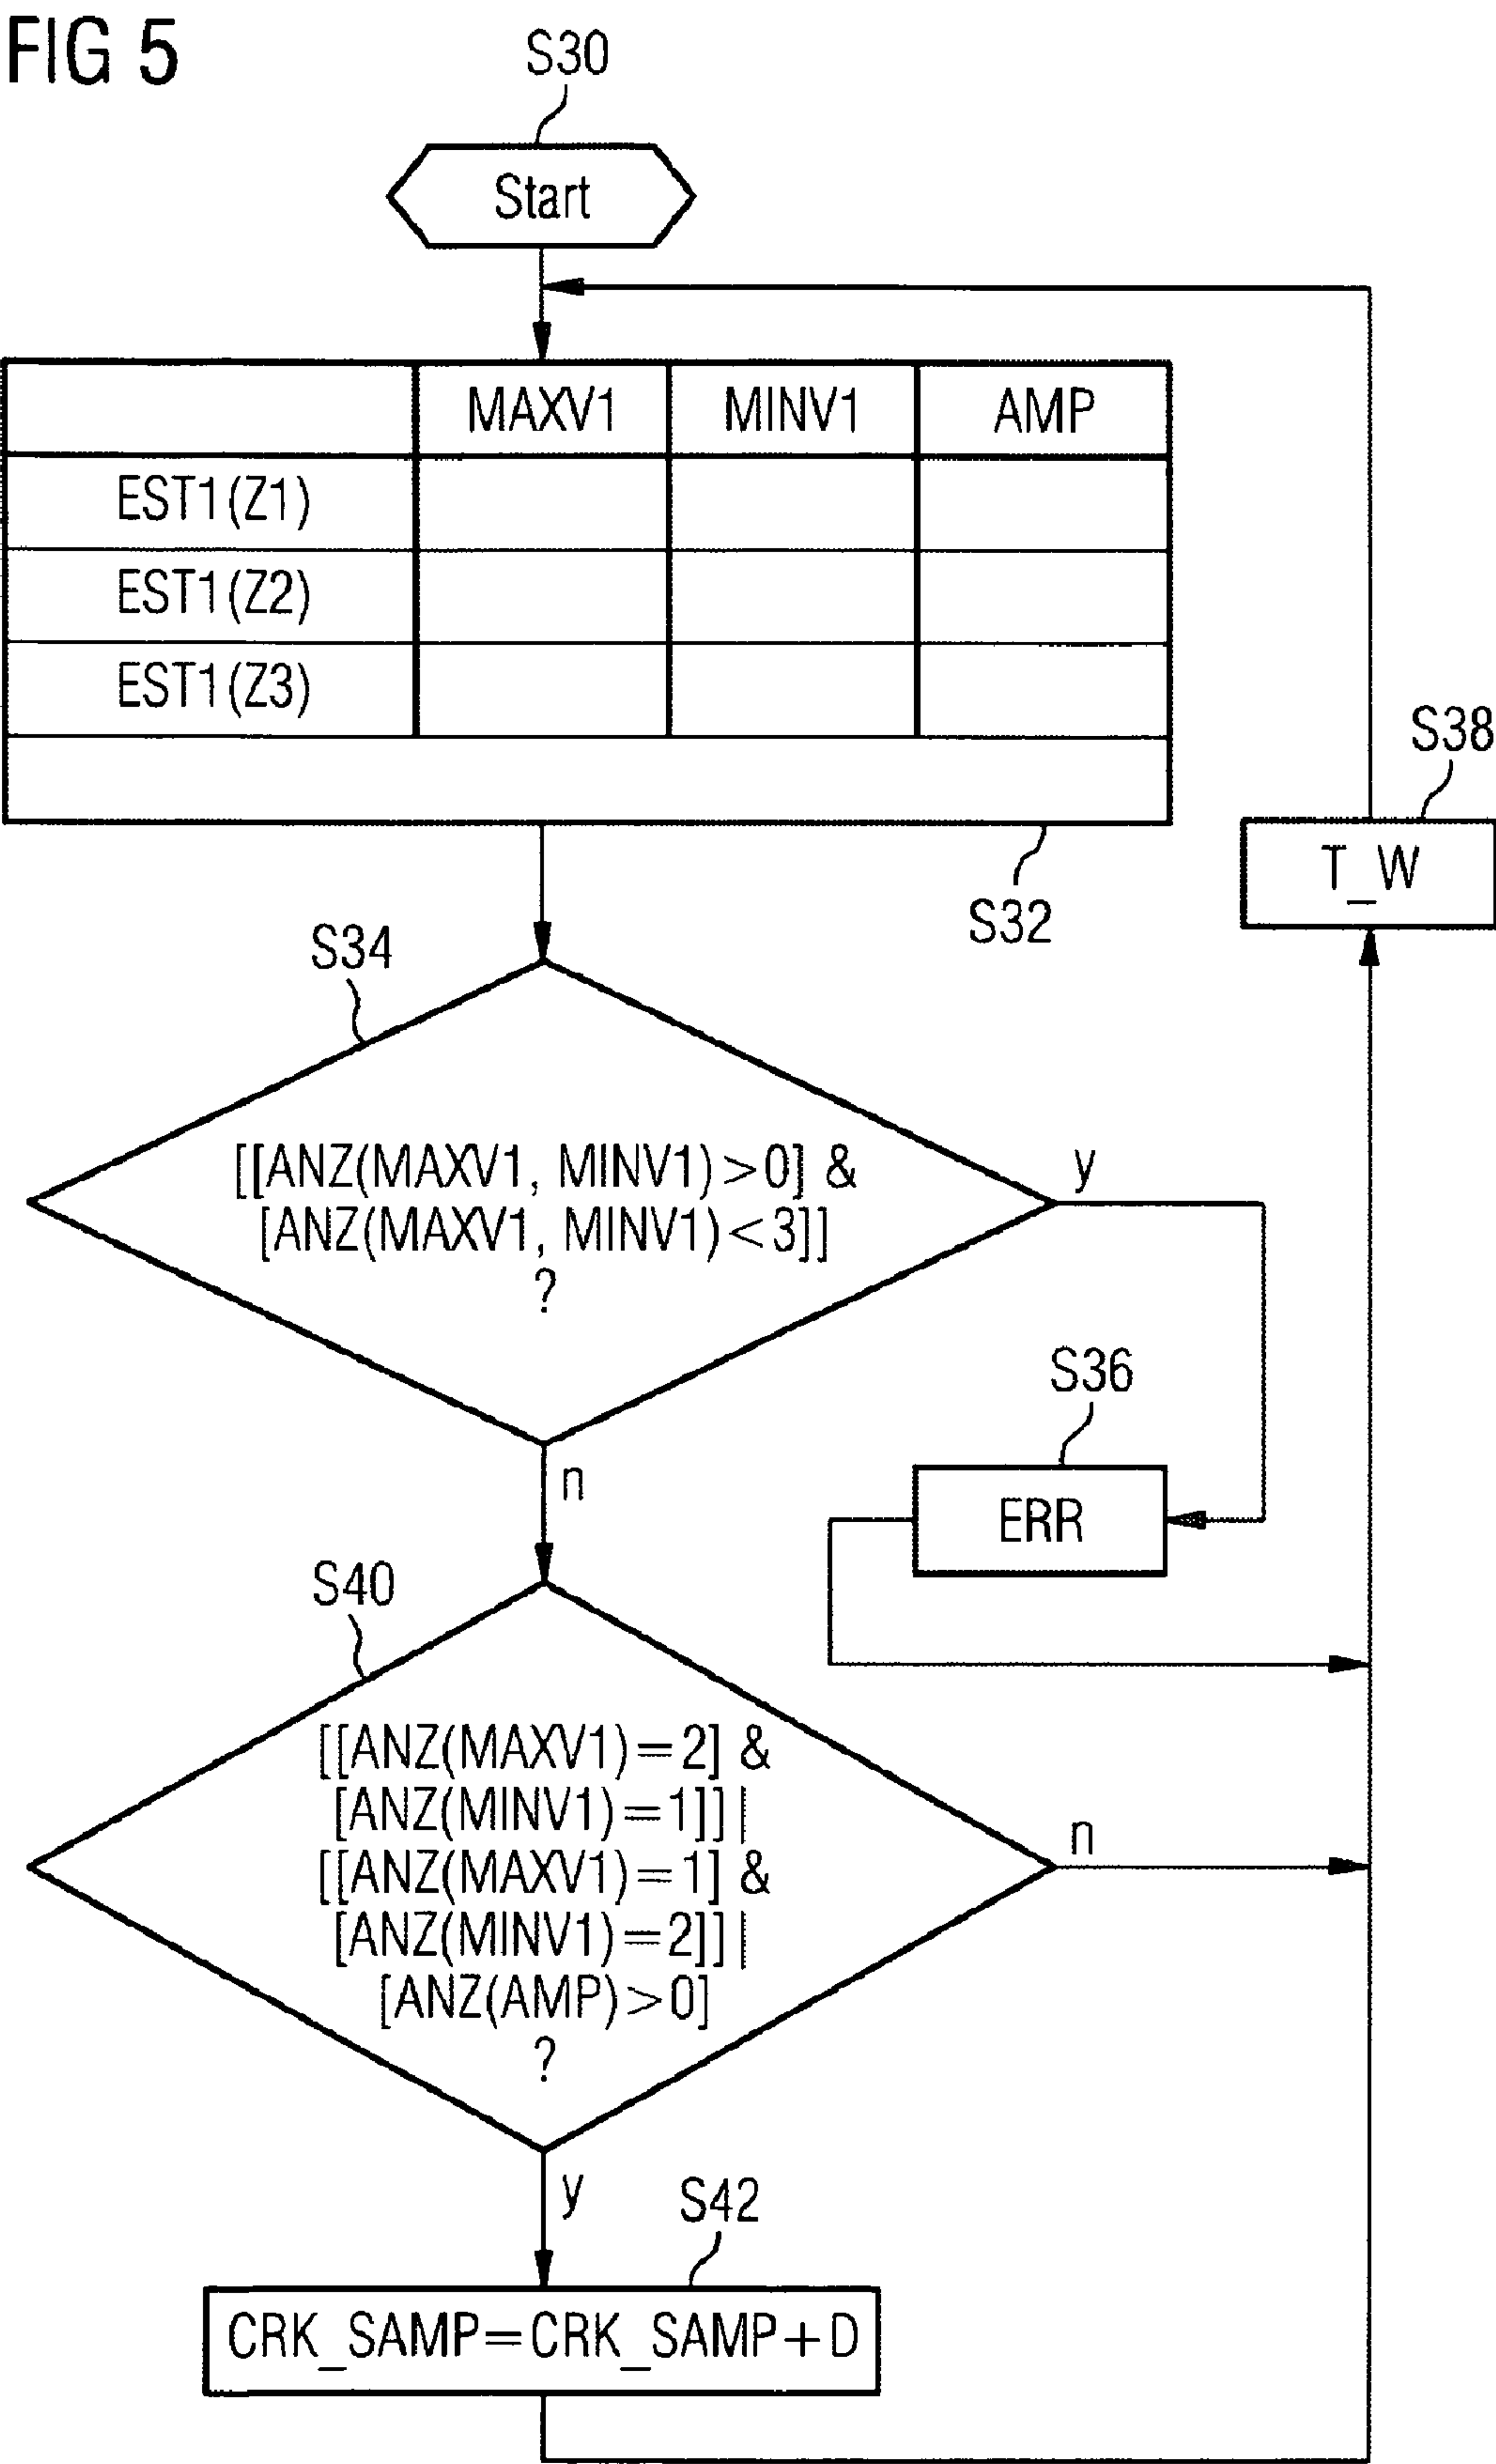 FIG 5
S30
Start
MAXV1 MINV1 AMP
EST1(Z1)
EST1(Z2)
EST1(Z3)
S38
T_W
S32
S34
[[ANZ(MAXV1, MINV1)>0] &
[ANZ(MAXV1, MINV1)<3]]
?
y
S36
n
ERR
S40
[[ANZ(MAXV1)=2] &
[ANZ(MINV1)=1]]|
[[ANZ(MAXV1)=1] &
[ANZ(MINV1)=2]]|
[ANZ(AMP)>0]
?
n
y
S42
CRK_SAMP=CRK_SAMP+D